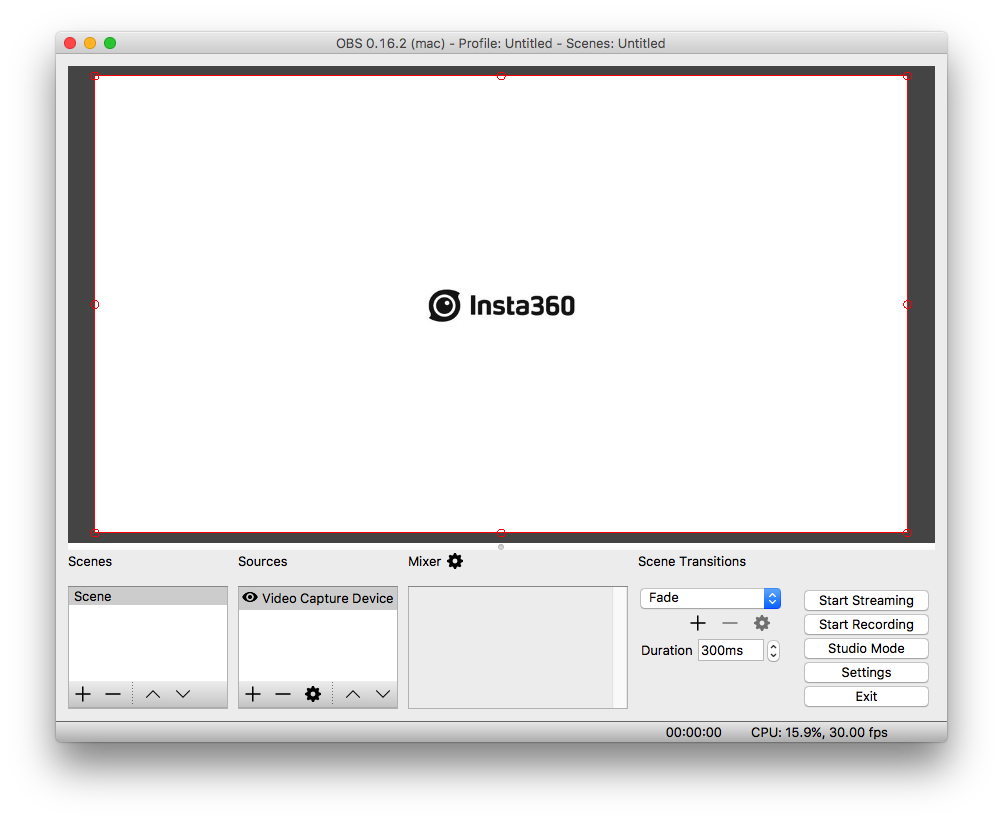 OBS 0.16.2 (mac) - Profile: Untitled - Scenes: Untitled
Insta360
Scenes
Sources
Mixer
Scene Transitions
Scene
Video Capture Device
Fade
Duration 300ms
Start Streaming
Start Recording
Studio Mode
Settings
Exit
00:00:00
CPU: 15.9%, 30.00 fps